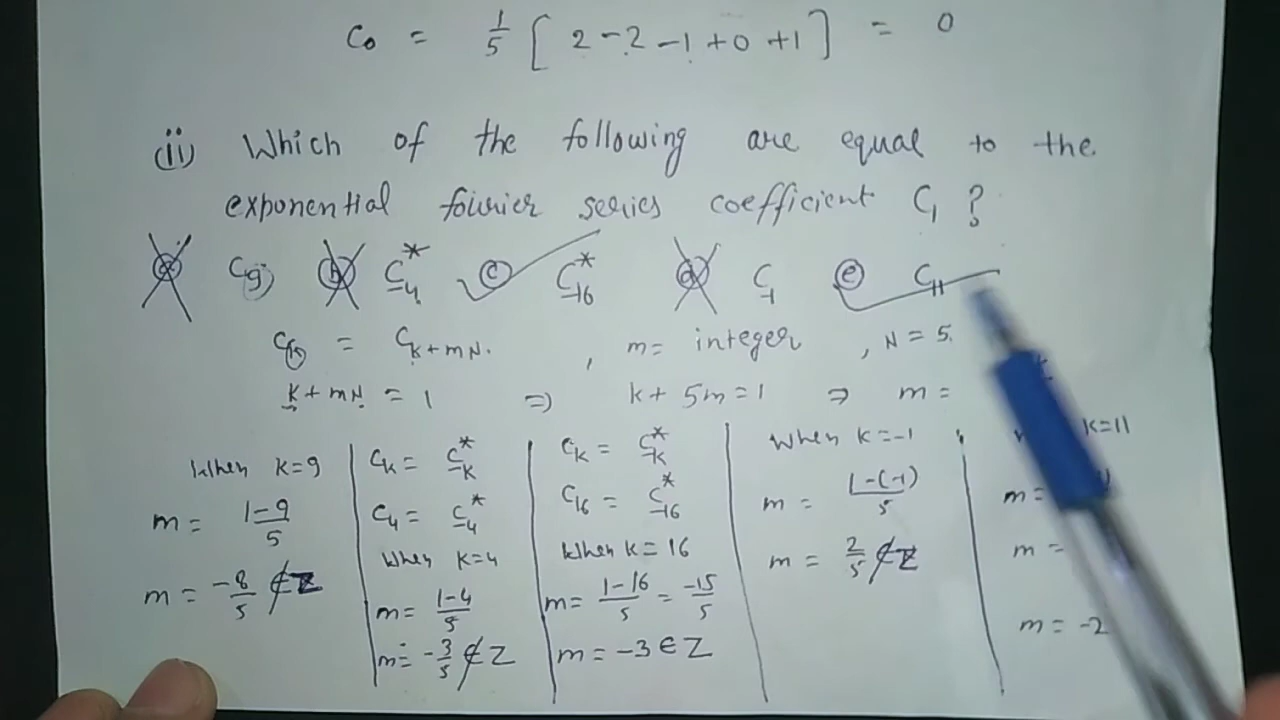 C₀ = 1/5 [ 2 - 2 - 1 + 0 + 1 ] = 0
(ii) Which of the following are equal to the
exponential fourier series coefficient C₁ ?
(a) C₉, (b) C₋₄* (c) C₋₁₆* (d) C₋₁ (e) C₁₁
= C_{k+mN}. , m = integer , N = 5.
k + mN = 1 ⇒ k + 5m = 1 ⇒ m =
When k=9
m = (1-9)/5
m = -8/5 ∉ Z
C_k = C₋k*
C₄ = C₋₄*
When k=4
m = (1-4)/5
m = -3/5 ∉ Z
C_k = C₋k*
C₁₆ = C₋₁₆*
When k = 16
m = (1-16)/5 = -15/5
m = -3 ∈ Z
When k = -1
m = (1-(-1))/5
m = 2/5 ∉ Z
k=11
m =
m =
m = -2